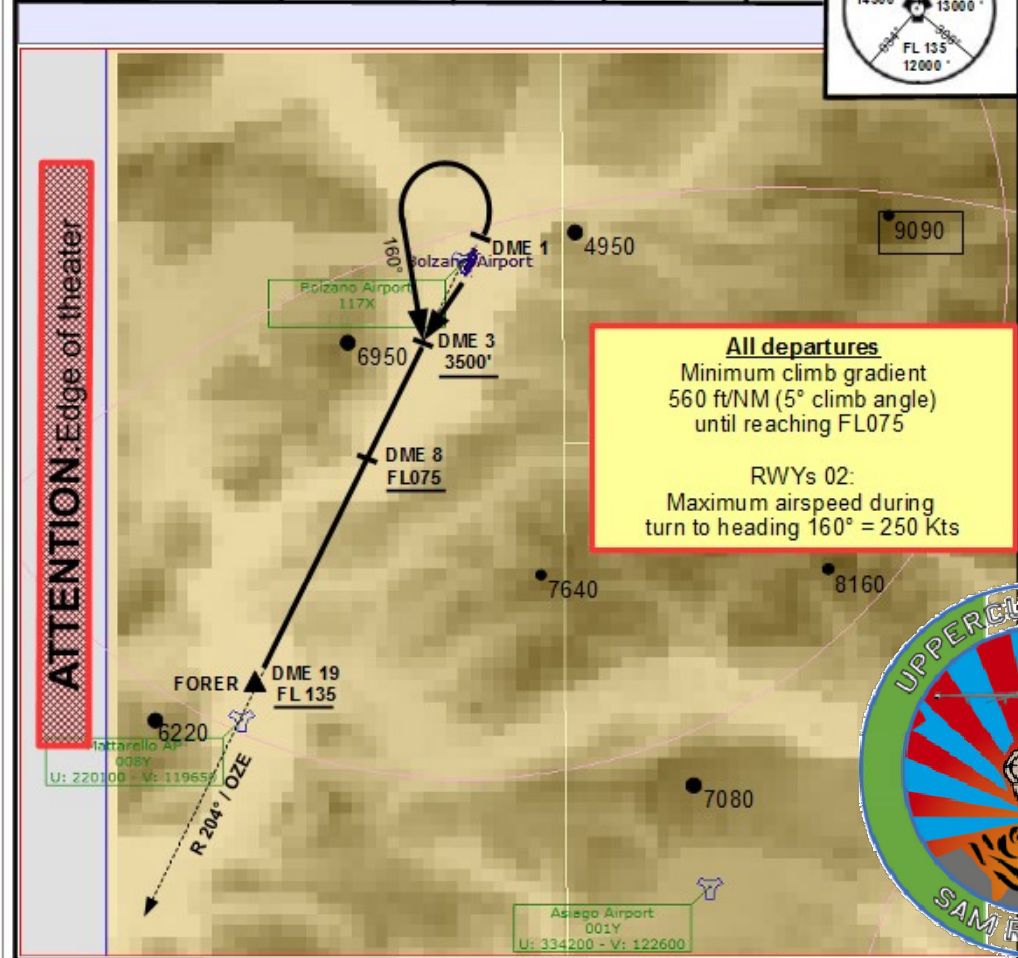 13000 '
034°
308°
FL 135
12000 '
ATTENTION:Edge of theater
160°
DME 1
Bolzano Airport
4950
9090
Bolzano Airport
117X
6950
DME 3
3500'
All departures
Minimum climb gradient
560 ft/NM (5° climb angle)
until reaching FL075
RWYs 02:
Maximum airspeed during
turn to heading 160° = 250 Kts
DME 8
FL075
7640
8160
FORER
DME 19
FL 135
6220
Mattarello AP
008Y
U: 220100 - V: 119650
R 204° / OZE
7080
Asiago Airport
001Y
U: 334200 - V: 122600
SAM